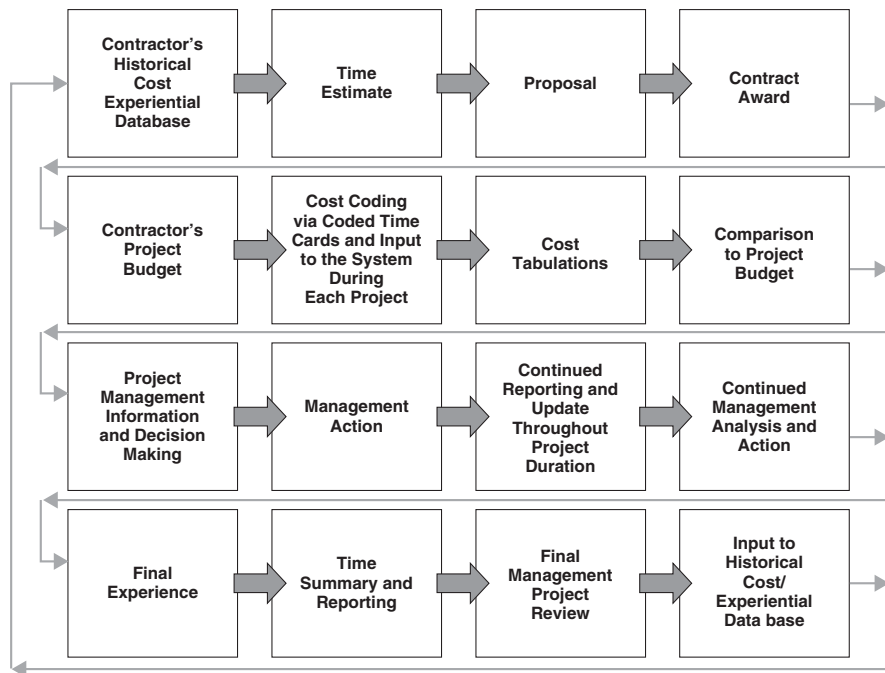 Contractor's
Historical
Cost
Experiential
Database
Time
Estimate
Proposal
Contract
Award
Contractor's
Project
Budget
Cost Coding
via Coded Time
Cards and Input
to the System
During
Each Project
Cost
Tabulations
Comparison
to Project
Budget
Project
Management
Information
and Decision
Making
Management
Action
Continued
Reporting and
Update
Throughout
Project
Duration
Continued
Management
Analysis and
Action
Final
Experience
Time
Summary and
Reporting
Final
Management
Project
Review
Input to
Historical
Cost/
Experiential
Data base